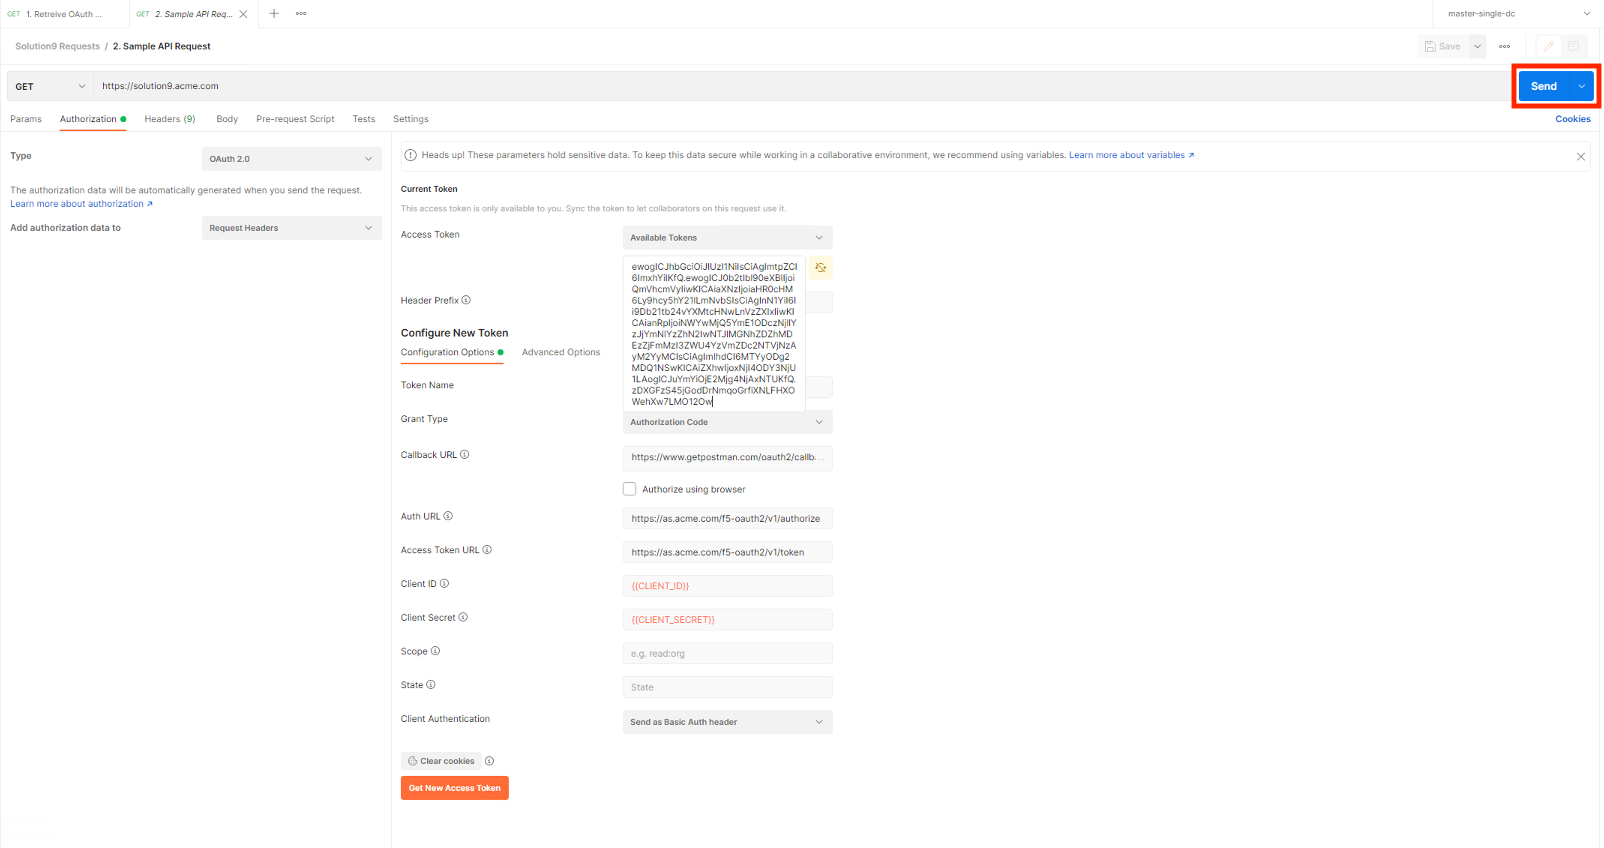 GET 1. Retreive OAuth ...
GET 2. Sample API Req...
master-single-dc
Solution9 Requests / 2. Sample API Request
Save
GET
https://solution9.acme.com
Send
Params
Authorization
Headers (9)
Body
Pre-request Script
Tests
Settings
Cookies
Type
OAuth 2.0
The authorization data will be automatically generated when you send the request.
Learn more about authorization ↗
Add authorization data to
Request Headers
Heads up! These parameters hold sensitive data. To keep this data secure while working in a collaborative environment, we recommend using variables. Learn more about variables ↗
Current Token
This access token is only available to you. Sync the token to let collaborators on this request use it.
Access Token
Available Tokens
Header Prefix
Configure New Token
Configuration Options
Advanced Options
Token Name
Grant Type
Authorization Code
Callback URL
https://www.getpostman.com/oauth2/callb...
Authorize using browser
Auth URL
https://as.acme.com/f5-oauth2/v1/authorize
Access Token URL
https://as.acme.com/f5-oauth2/v1/token
Client ID
{{CLIENT_ID}}
Client Secret
{{CLIENT_SECRET}}
Scope
e.g. read:org
State
State
Client Authentication
Send as Basic Auth header
Clear cookies
Get New Access Token